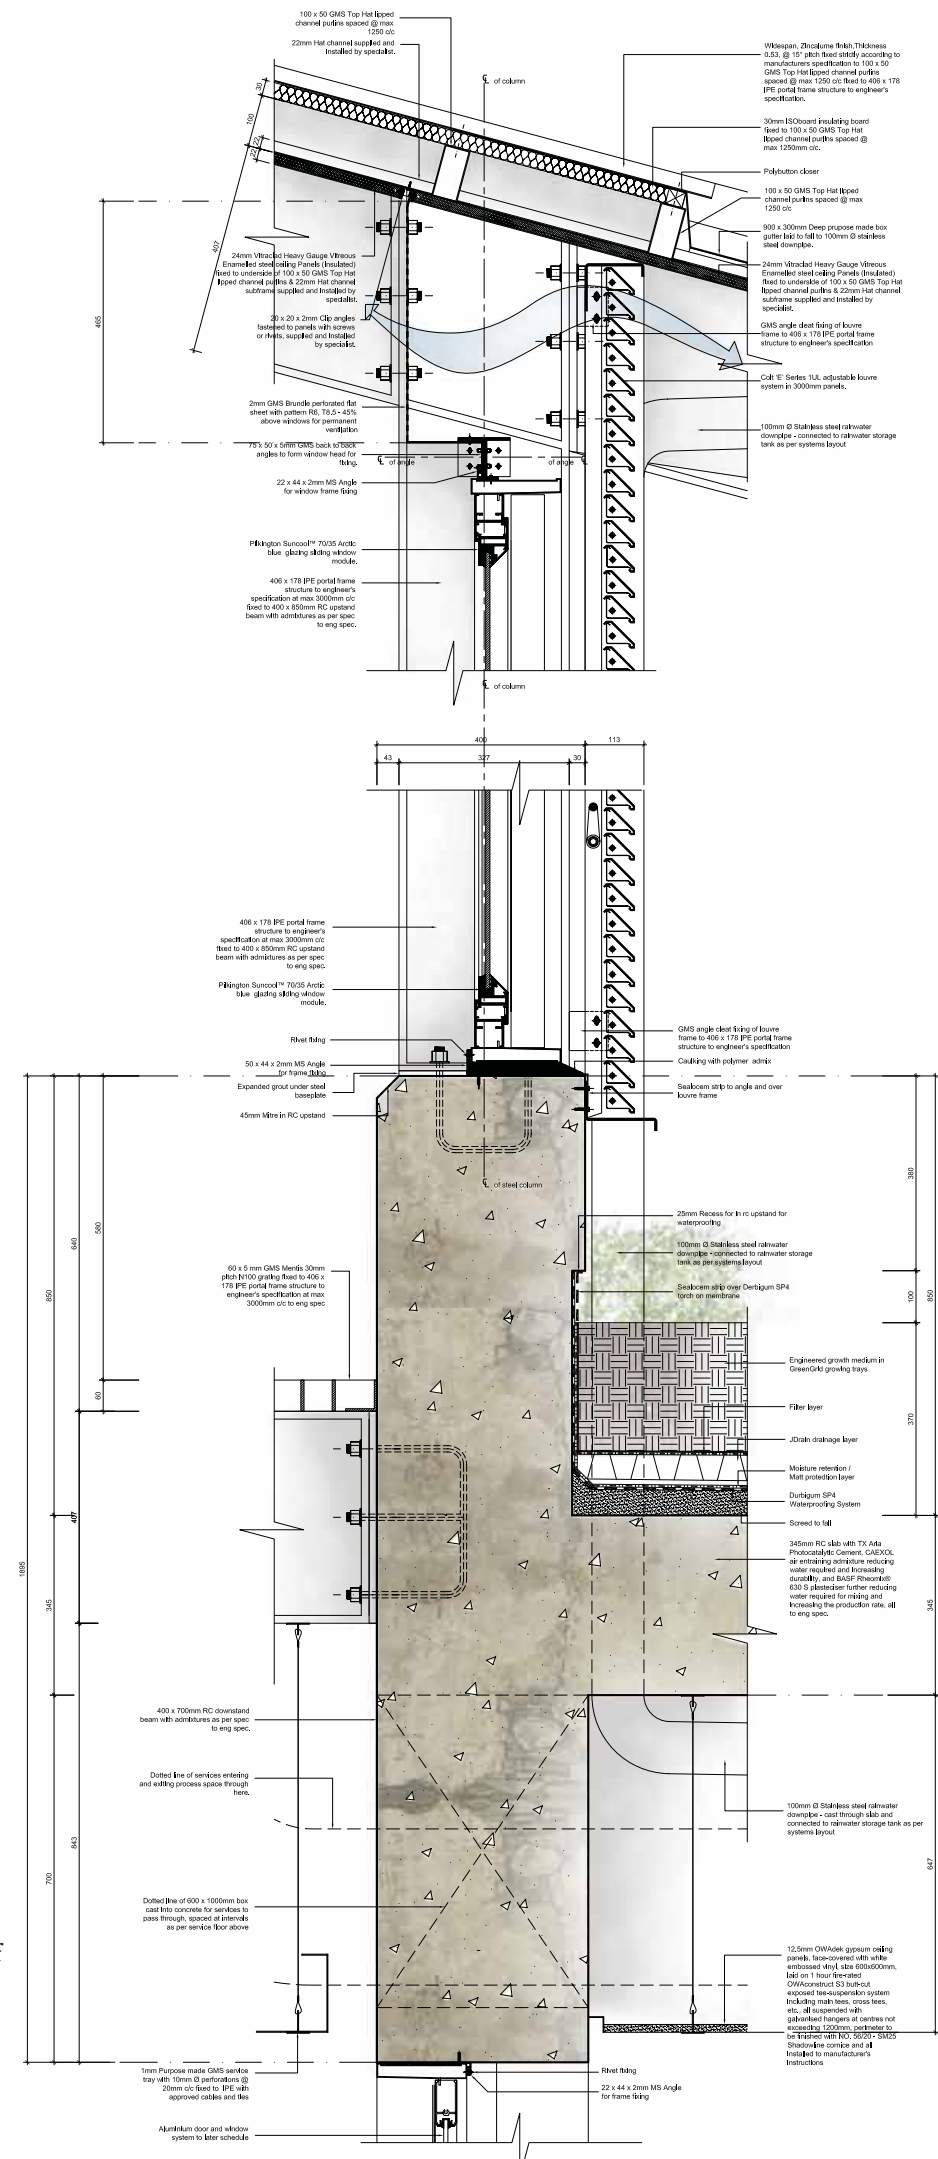 100 x 50 GMS Top Hat lipped
channel purlins spaced @ max
1250 c/c
22mm Hat channel supplied and
installed by specialist.
℄ of column
Widespan, Zincalume finish,Thickness
0.53, @ 15° pitch fixed strictly according to
manufacturers specification to 100 x 50
GMS Top Hat lipped channel purlins
spaced @ max 1250 c/c fixed to 406 x 178
IPE portal frame structure to engineer's
specification.
30mm ISOboard insulating board
fixed to 100 x 50 GMS Top Hat
lipped channel purlins spaced @
max 1250mm c/c.
Polybutton closer
100 x 50 GMS Top Hat lipped
channel purlins spaced @ max
1250 c/c
900 x 300mm Deep prupose made box
gutter laid to fall to 100mm Ø stainless
steel downpipe.
24mm Vitraclad Heavy Gauge Vitreous
Enamelled steel ceiling Panels (Insulated)
fixed to underside of 100 x 50 GMS Top Hat
lipped channel purlins & 22mm Hat channel
subframe supplied and installed by
specialist.
GMS angle cleat fixing of louvre
frame to 406 x 178 IPE portal frame
structure to engineer's specification
Colt 'E' Series 1UL adjustable louvre
system in 3000mm panels.
100mm Ø Stainless steel rainwater
downpipe - connected to rainwater storage
tank as per systems layout
30
100
22
22
407
465
24mm Vitraclad Heavy Gauge Vitreous
Enamelled steel ceiling Panels (Insulated)
fixed to underside of 100 x 50 GMS Top Hat
lipped channel purlins & 22mm Hat channel
subframe supplied and installed by
specialist.
20 x 20 x 2mm Clip angles
fastened to panels with screws
or rivets, supplied and installed
by specialist.
2mm GMS Brundle perforated flat
sheet with pattern R6, T8.5 - 45%
above windows for permanent
ventilation
75 x 50 x 5mm GMS back to back
angles to form window head for
fixing.
℄ of angle
of angle ℄
22 x 44 x 2mm MS Angle
for window frame fixing
Pilkington Suncool™ 70/35 Arctic
blue glazing sliding window
module.
406 x 178 IPE portal frame
structure to engineer's
specification at max 3000mm c/c
fixed to 400 x 850mm RC upstand
beam with admixtures as per spec
to eng spec.
℄ of column
400
113
43
327
30
406 x 178 IPE portal frame
structure to engineer's
specification at max 3000mm c/c
fixed to 400 x 850mm RC upstand
beam with admixtures as per spec
to eng spec.
Pilkington Suncool™ 70/35 Arctic
blue glazing sliding window
module.
Rivet fixing
50 x 44 x 2mm MS Angle
for frame fixing
Expanded grout under steel
baseplate
45mm Mitre in RC upstand
GMS angle cleat fixing of louvre
frame to 406 x 178 IPE portal frame
structure to engineer's specification
Caulking with polymer admix
Sealocem strip to angle and over
louvre frame
℄ of steel column
25mm Recess for in rc upstand for
waterproofing
100mm Ø Stainless steel rainwater
downpipe - connected to rainwater storage
tank as per systems layout
Sealocem strip over Derbigum SP4
torch on membrane
60 x 5 mm GMS Mentis 30mm
pitch N100 grating fixed to 406 x
178 IPE portal frame structure to
engineer's specification at max
3000mm c/c to eng spec
Engineered growth medium in
GreenGrid growing trays
Filter layer
JDrain drainage layer
Moisture retention /
Matt protedtion layer
Durbigum SP4
Waterproofing System
Screed to fall
345mm RC slab with TX Aria
Photocatalytic Cement, CAEXOL
air entraining admixture reducing
water required and increasing
durability, and BASF Rheomix®
630 S plasteciser further reducing
water required for mixing and
increasing the production rate, all
to eng spec.
1895
850
345
700
640
580
60
407
843
380
100
370
850
345
647
400 x 700mm RC downstand
beam with admixtures as per spec
to eng spec.
Dotted line of services entering
and exiting process space through
here.
100mm Ø Stainless steel rainwater
downpipe - cast through slab and
connected to rainwater storage tank as per
systems layout
Dotted line of 600 x 1000mm box
cast into concrete for services to
pass through, spaced at intervals
as per service floor above
12.5mm OWAdek gypsum ceiling
panels, face-covered with white
embossed vinyl, size 600x600mm,
laid on 1 hour fire-rated
OWAconstruct S3 butt-cut
exposed tee-suspension system
including main tees, cross tees,
etc., all suspended with
galvanised hangers at centres not
exceeding 1200mm, perimeter to
be finished with NO. 56/20 - SM25
Shadowline cornice and all
installed to manufacturer's
instructions
1mm Purpose made GMS service
tray with 10mm Ø perforations @
20mm c/c fixed to IPE with
approved cables and ties
Rivet fixing
22 x 44 x 2mm MS Angle
for frame fixing
Aluminium door and window
system to later schedule